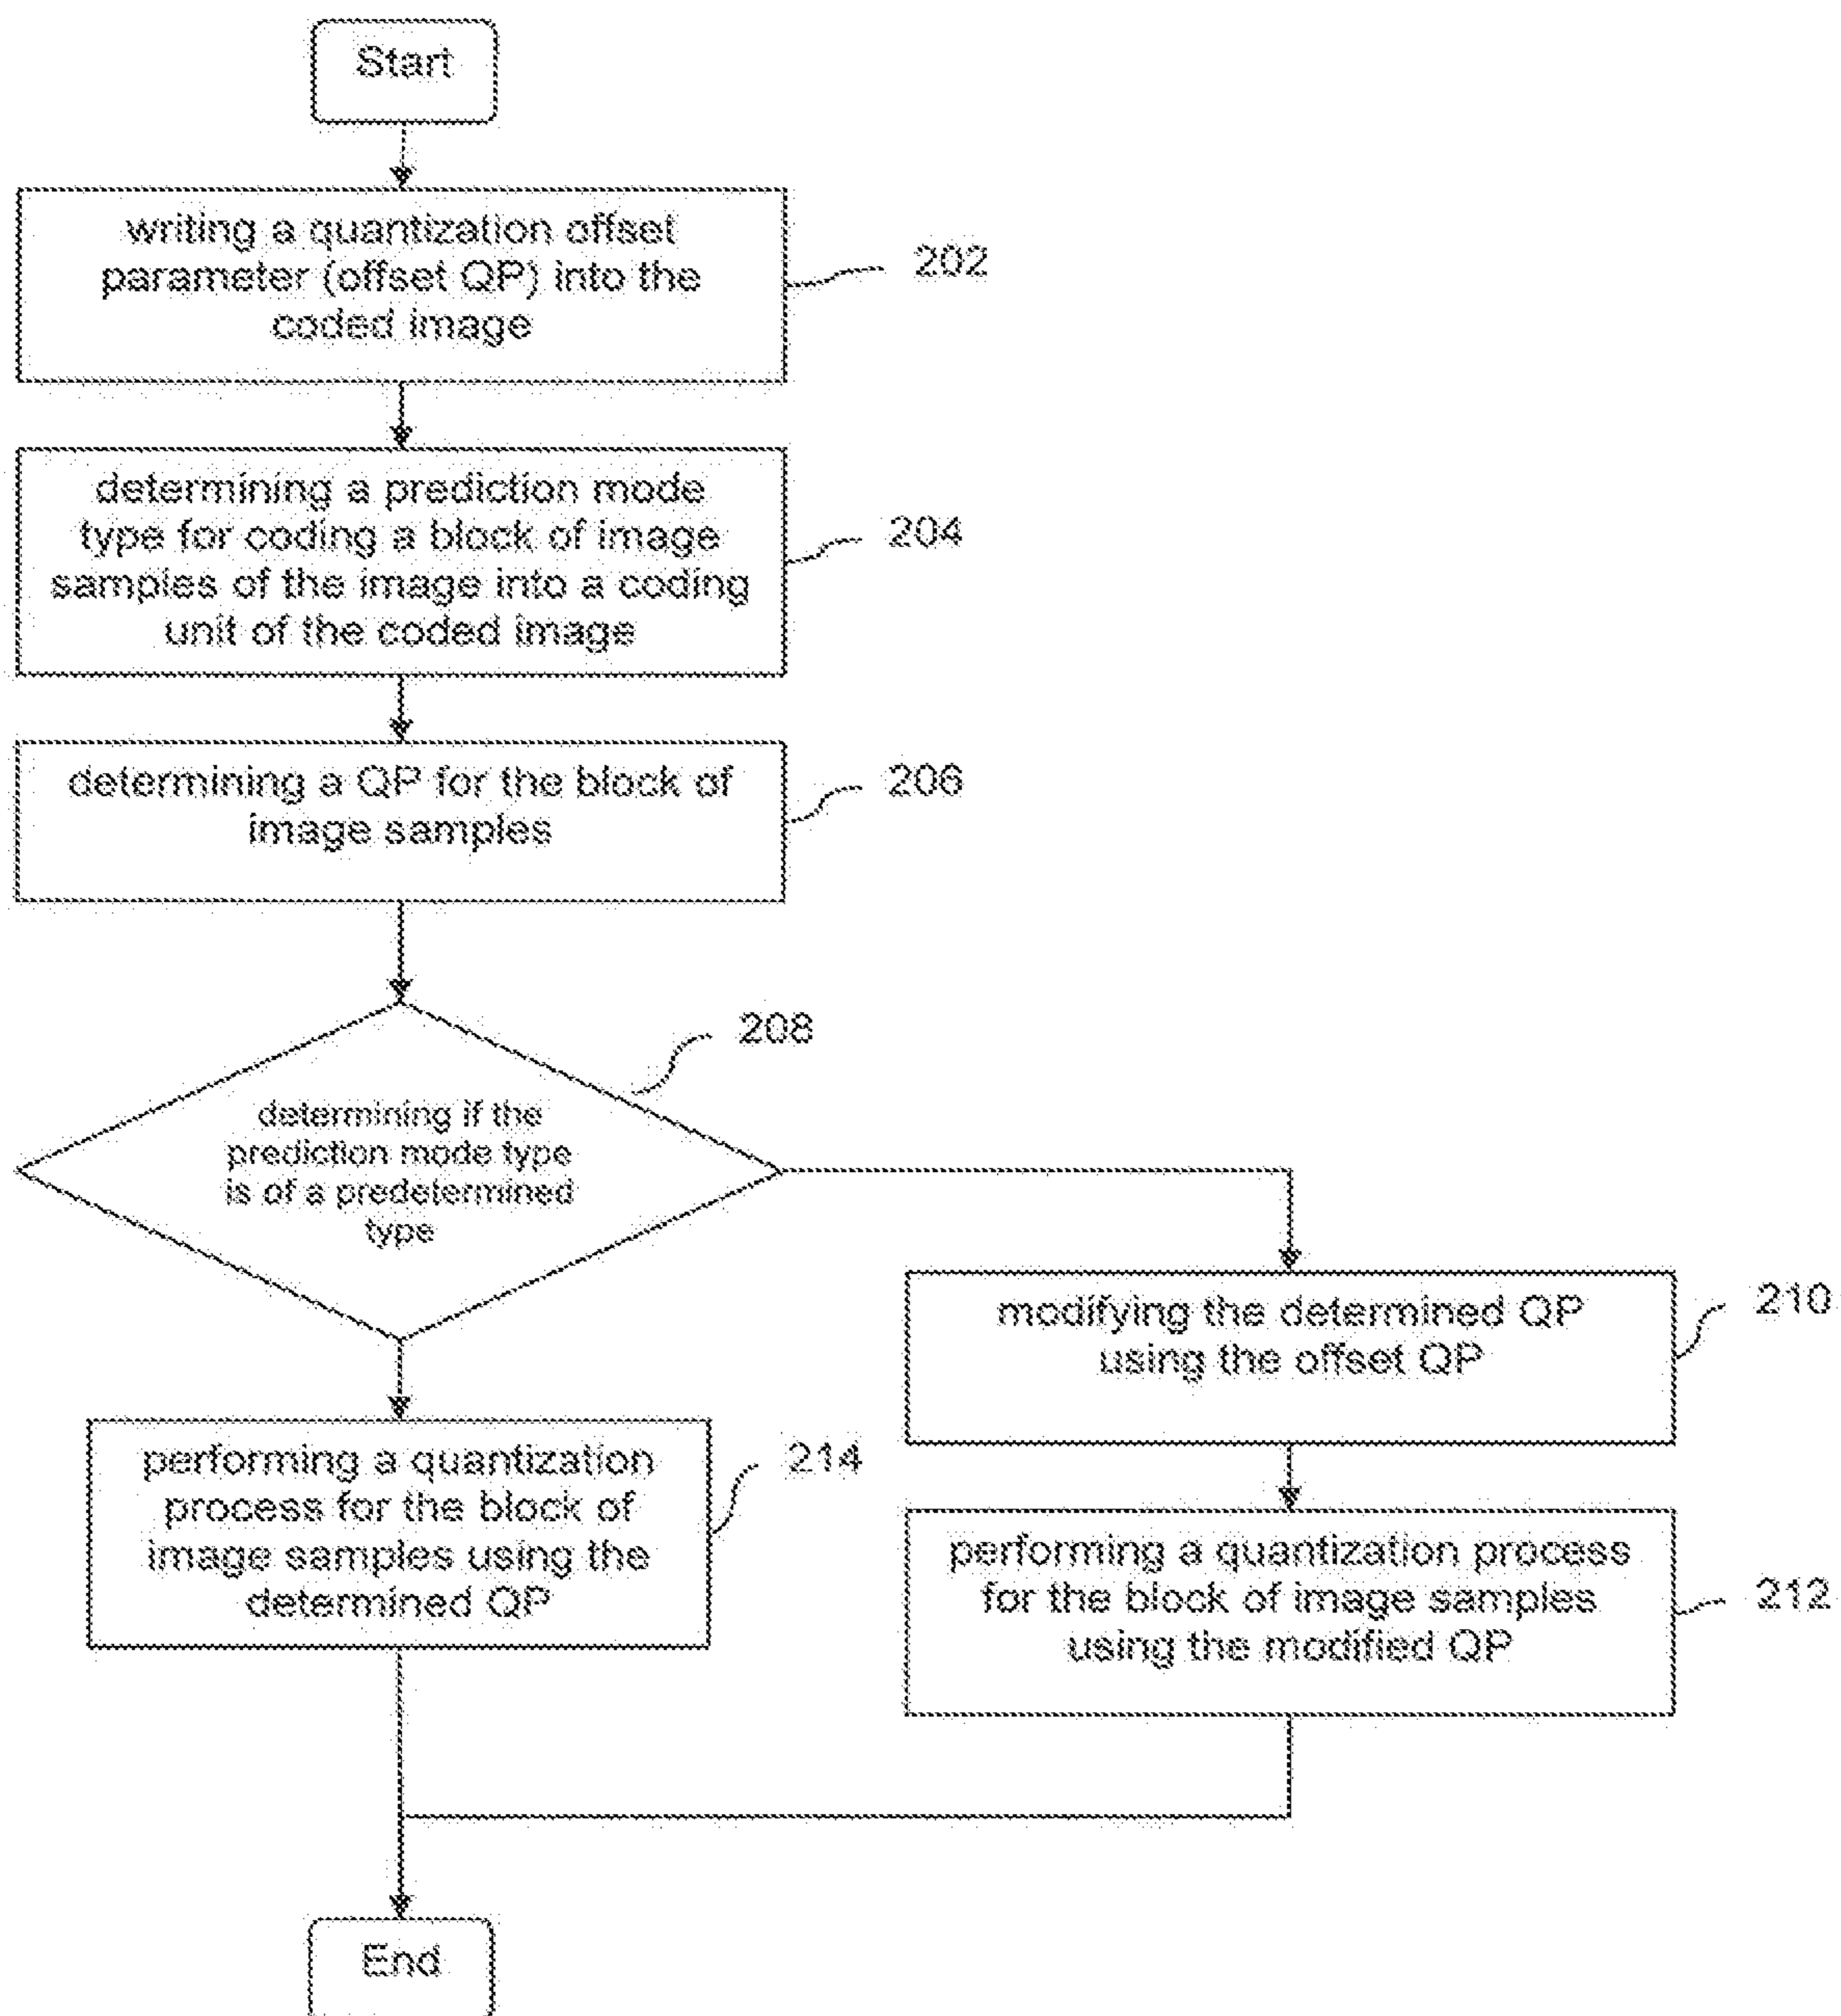 Start
writing a quantization offset
parameter (offset QP) into the
coded image
202
determining a prediction mode
type for coding a block of image
samples of the image into a coding
unit of the coded image
204
determining a QP for the block of
image samples
206
208
determining if the
prediction mode type
is of a predetermined
type
modifying the determined QP
using the offset QP
210
performing a quantization
process for the block of
image samples using the
determined QP
214
performing a quantization process
for the block of image samples
using the modified QP
212
End